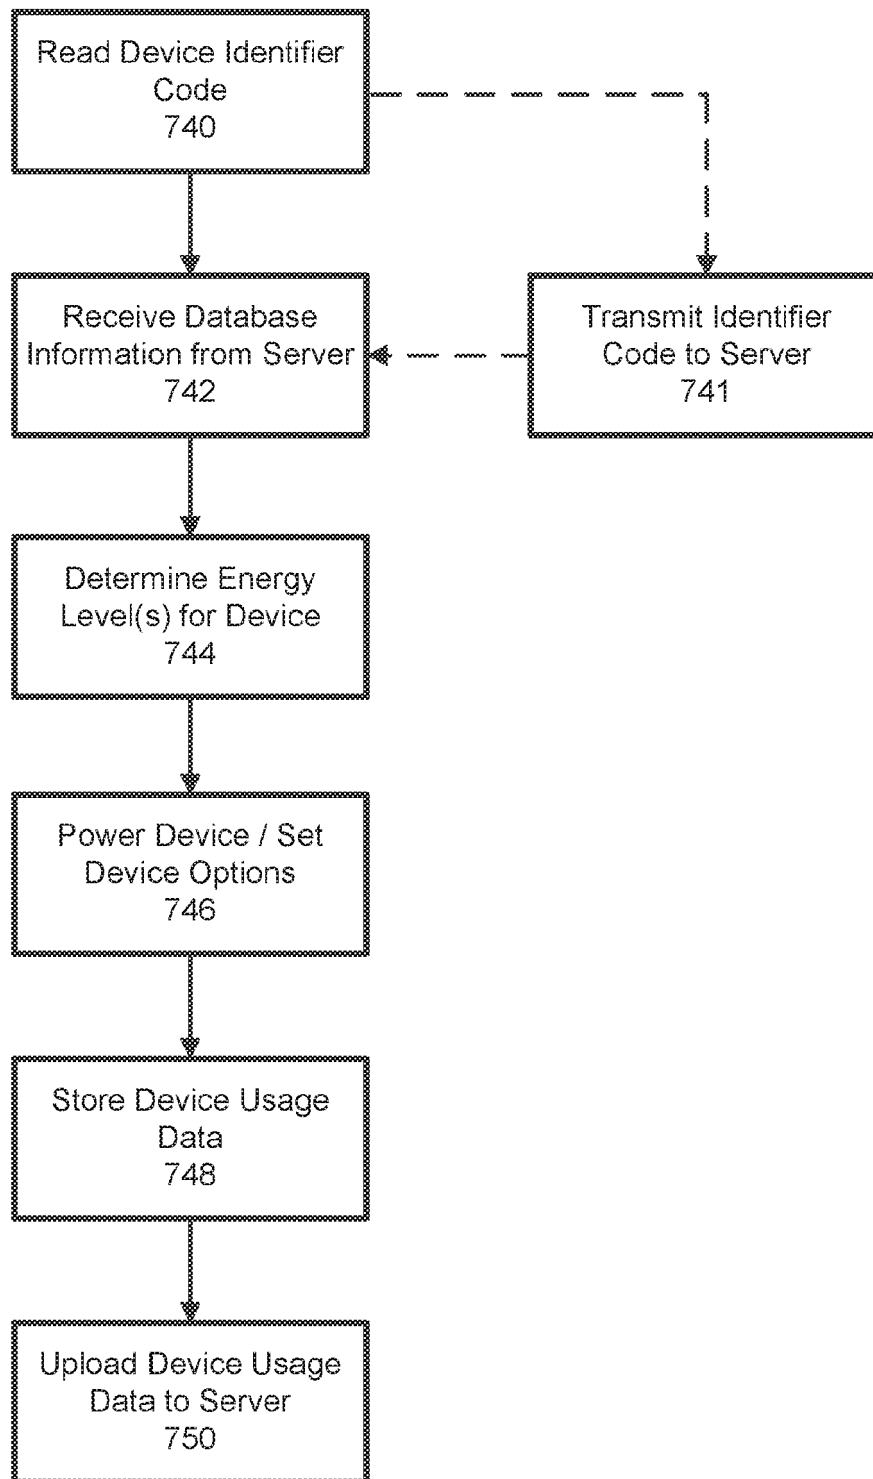 Read Device Identifier
Code
740
Receive Database
Information from Server
742
Transmit Identifier
Code to Server
741
Determine Energy
Level(s) for Device
744
Power Device / Set
Device Options
746
Store Device Usage
Data
748
Upload Device Usage
Data to Server
750